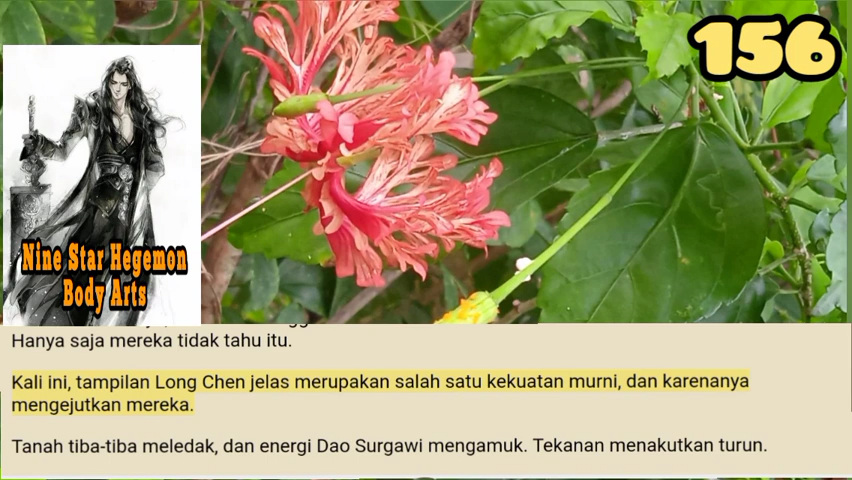 156
Nine Star Hegemon
Body Arts
Hanya saja mereka tidak tahu itu.
Kali ini, tampilan Long Chen jelas merupakan salah satu kekuatan murni, dan karenanya
mengejutkan mereka.
Tanah tiba-tiba meledak, dan energi Dao Surgawi mengamuk. Tekanan menakutkan turun.